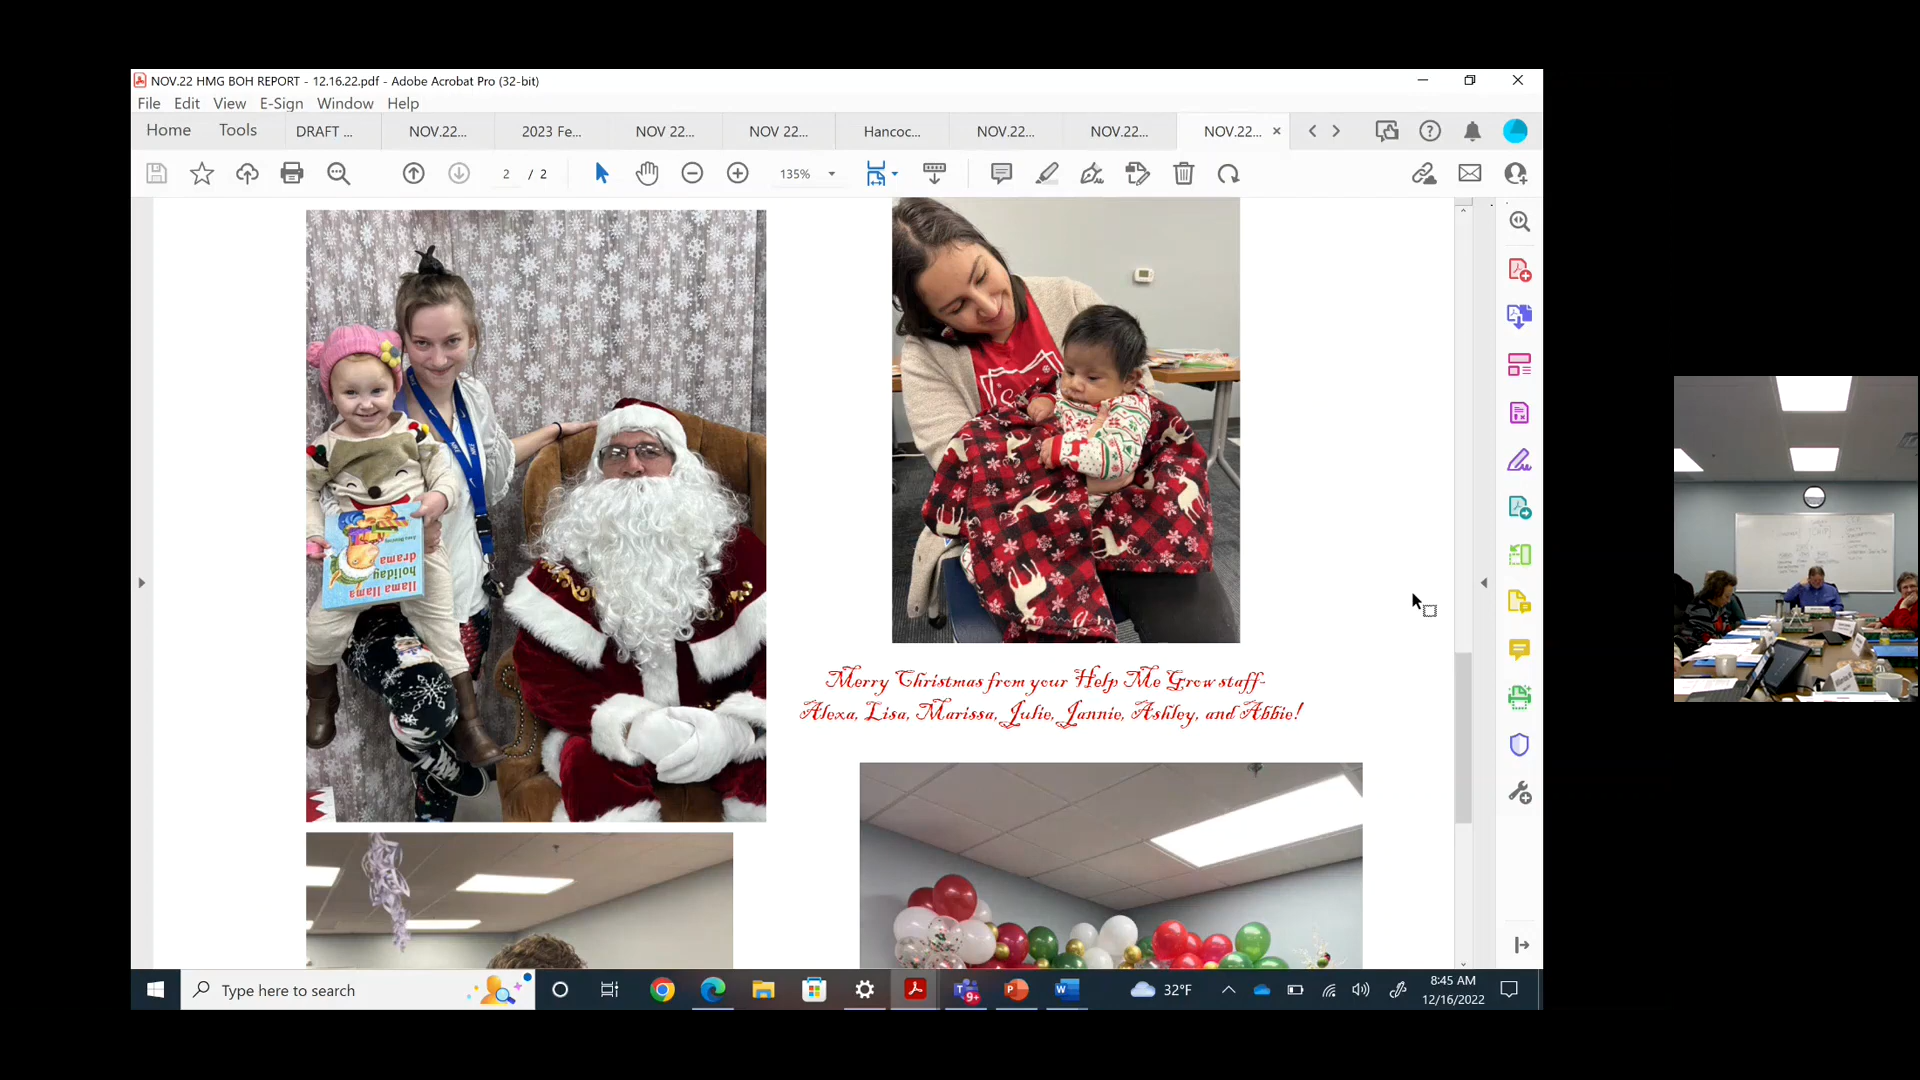 NOV.22 HMG BOH REPORT - 12.16.22.pdf - Adobe Acrobat Pro (32-bit)
File Edit View E-Sign Window Help
Home Tools DRAFT ... NOV.22... 2023 Fe... NOV 22... NOV 22... Hancoc... NOV.22... NOV.22... NOV.22...
2 / 2 135%
llama llama
holiday
drama
Merry Christmas from your Help Me Grow staff-
Alexa, Lisa, Marissa, Julie, Jannie, Ashley, and Abbie!
Type here to search
9+
32°F
8:45 AM
12/16/2022